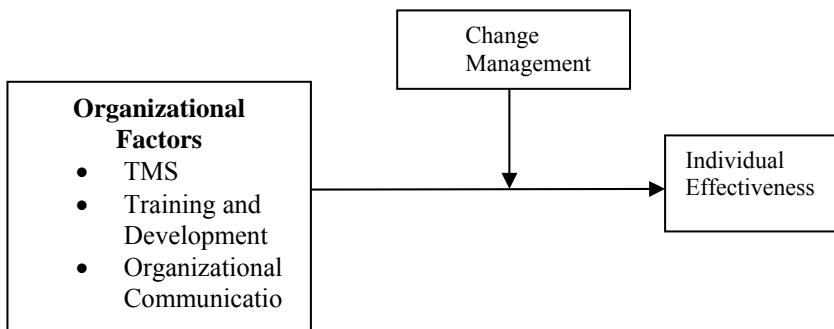 Change
Management
Organizational
Factors
• TMS
• Training and
Development
• Organizational
Communicatio
Individual
Effectiveness